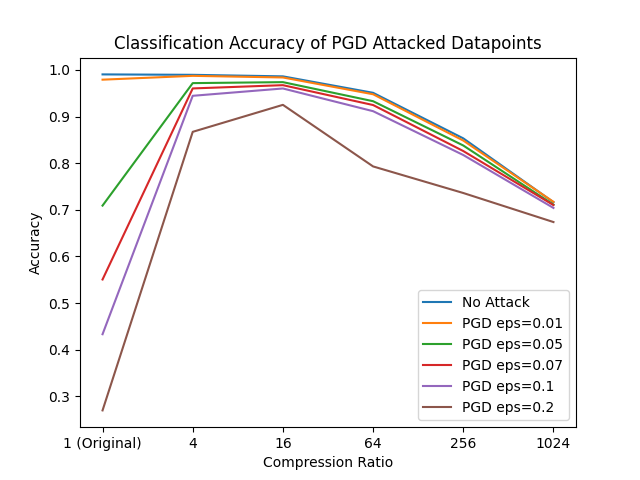 Classification Accuracy of PGD Attacked Datapoints
1.0
0.9
0.8
0.7
0.6
0.5
0.4
0.3
Accuracy
No Attack
PGD eps=0.01
PGD eps=0.05
PGD eps=0.07
PGD eps=0.1
PGD eps=0.2
1 (Original) 4 16 64 256 1024
Compression Ratio